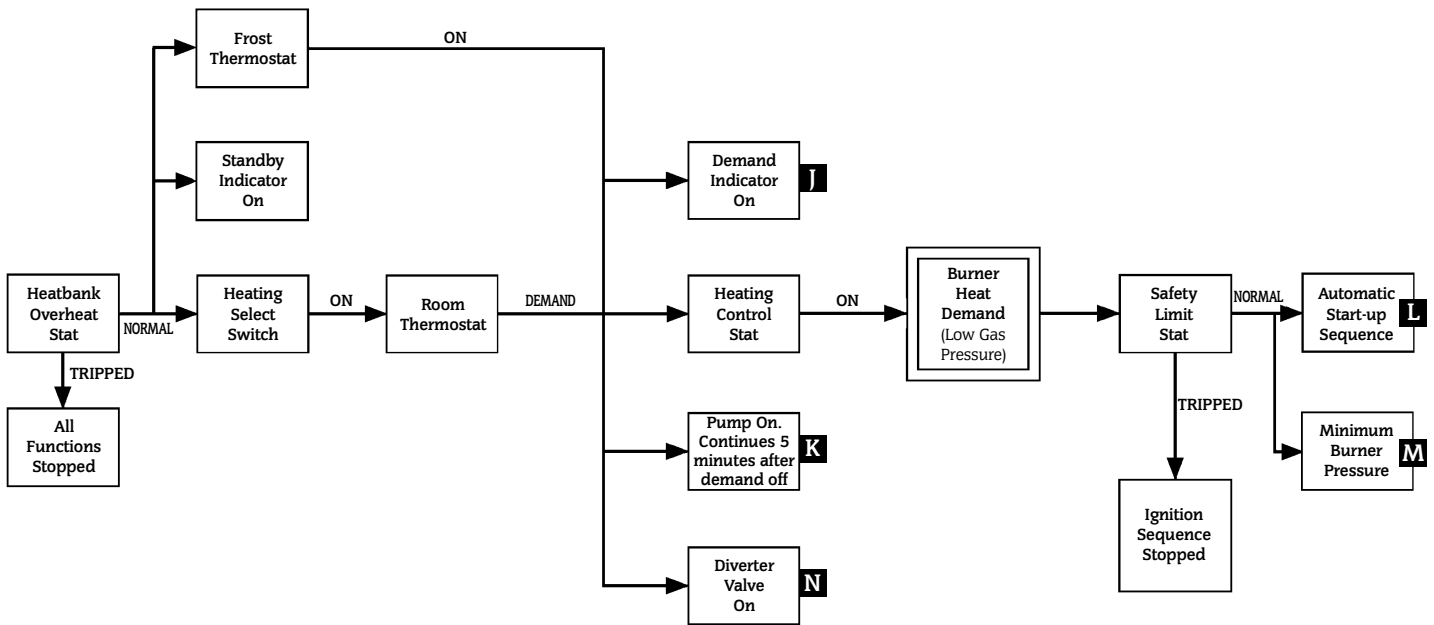 Frost
Thermostat
ON
Standby
Indicator
On
Demand
Indicator
On
J
Heatbank
Overheat
Stat
NORMAL
Heating
Select
Switch
ON
Room
Thermostat
DEMAND
Heating
Control
Stat
ON
Burner
Heat
Demand
(Low Gas
Pressure)
Safety
Limit
Stat
NORMAL
Automatic
Start-up
Sequence
L
TRIPPED
All
Functions
Stopped
Pump On.
Continues 5
minutes after
demand off
K
TRIPPED
Minimum
Burner
Pressure
M
Ignition
Sequence
Stopped
Diverter
Valve
On
N